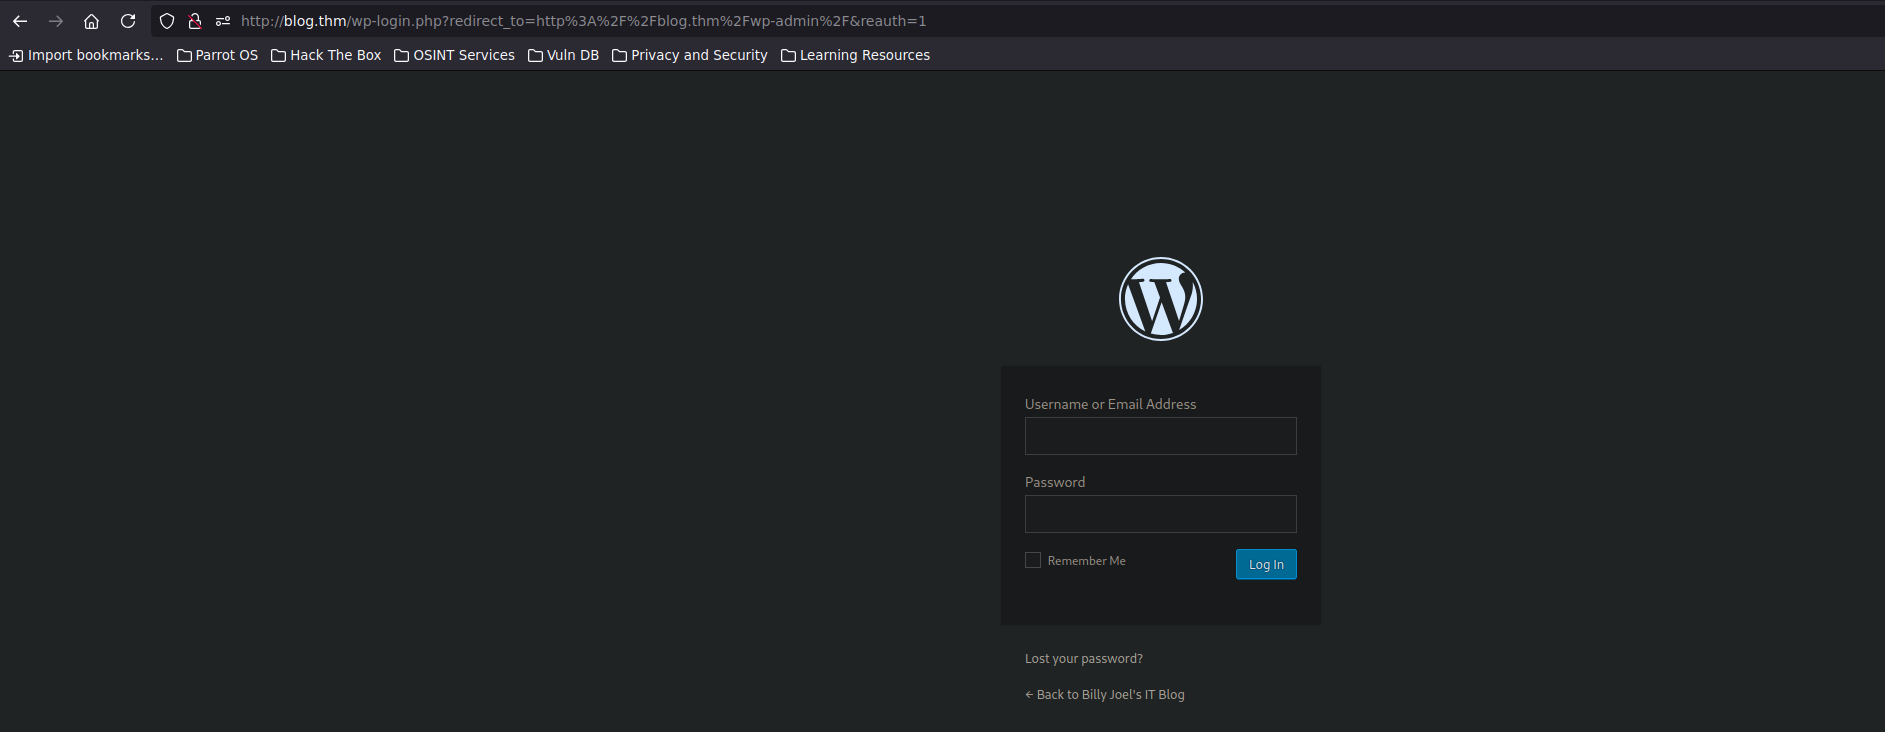 http://blog.thm/wp-login.php?redirect_to=http%3A%2F%2Fblog.thm%2Fwp-admin%2F&reauth=1
Import bookmarks... Parrot OS Hack The Box OSINT Services Vuln DB Privacy and Security Learning Resources
Username or Email Address
Password
Remember Me Log In
Lost your password?
← Back to Billy Joel's IT Blog